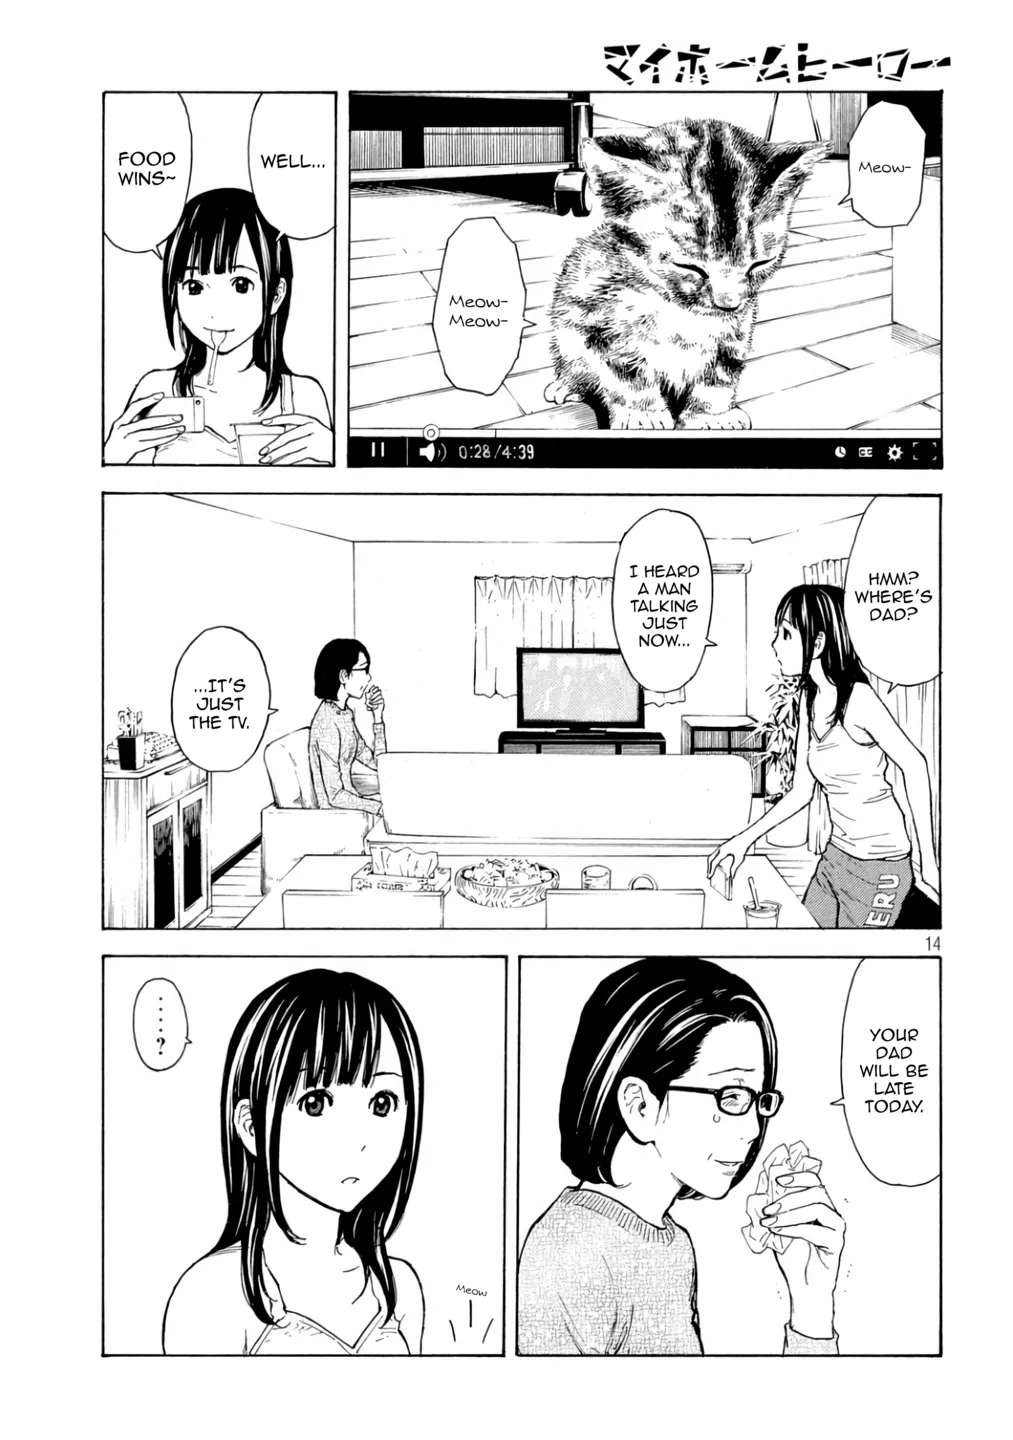 マイホームヒーロー
Meow-
Meow-
Meow-
0:28/4:39
CC
WELL...
FOOD
WINS~
HMM?
WHERE'S
DAD?
I HEARD
A MAN
TALKING
JUST
NOW...
...IT'S
JUST
THE TV.
ERU
14
YOUR
DAD
WILL BE
LATE
TODAY.
.....?
Meow